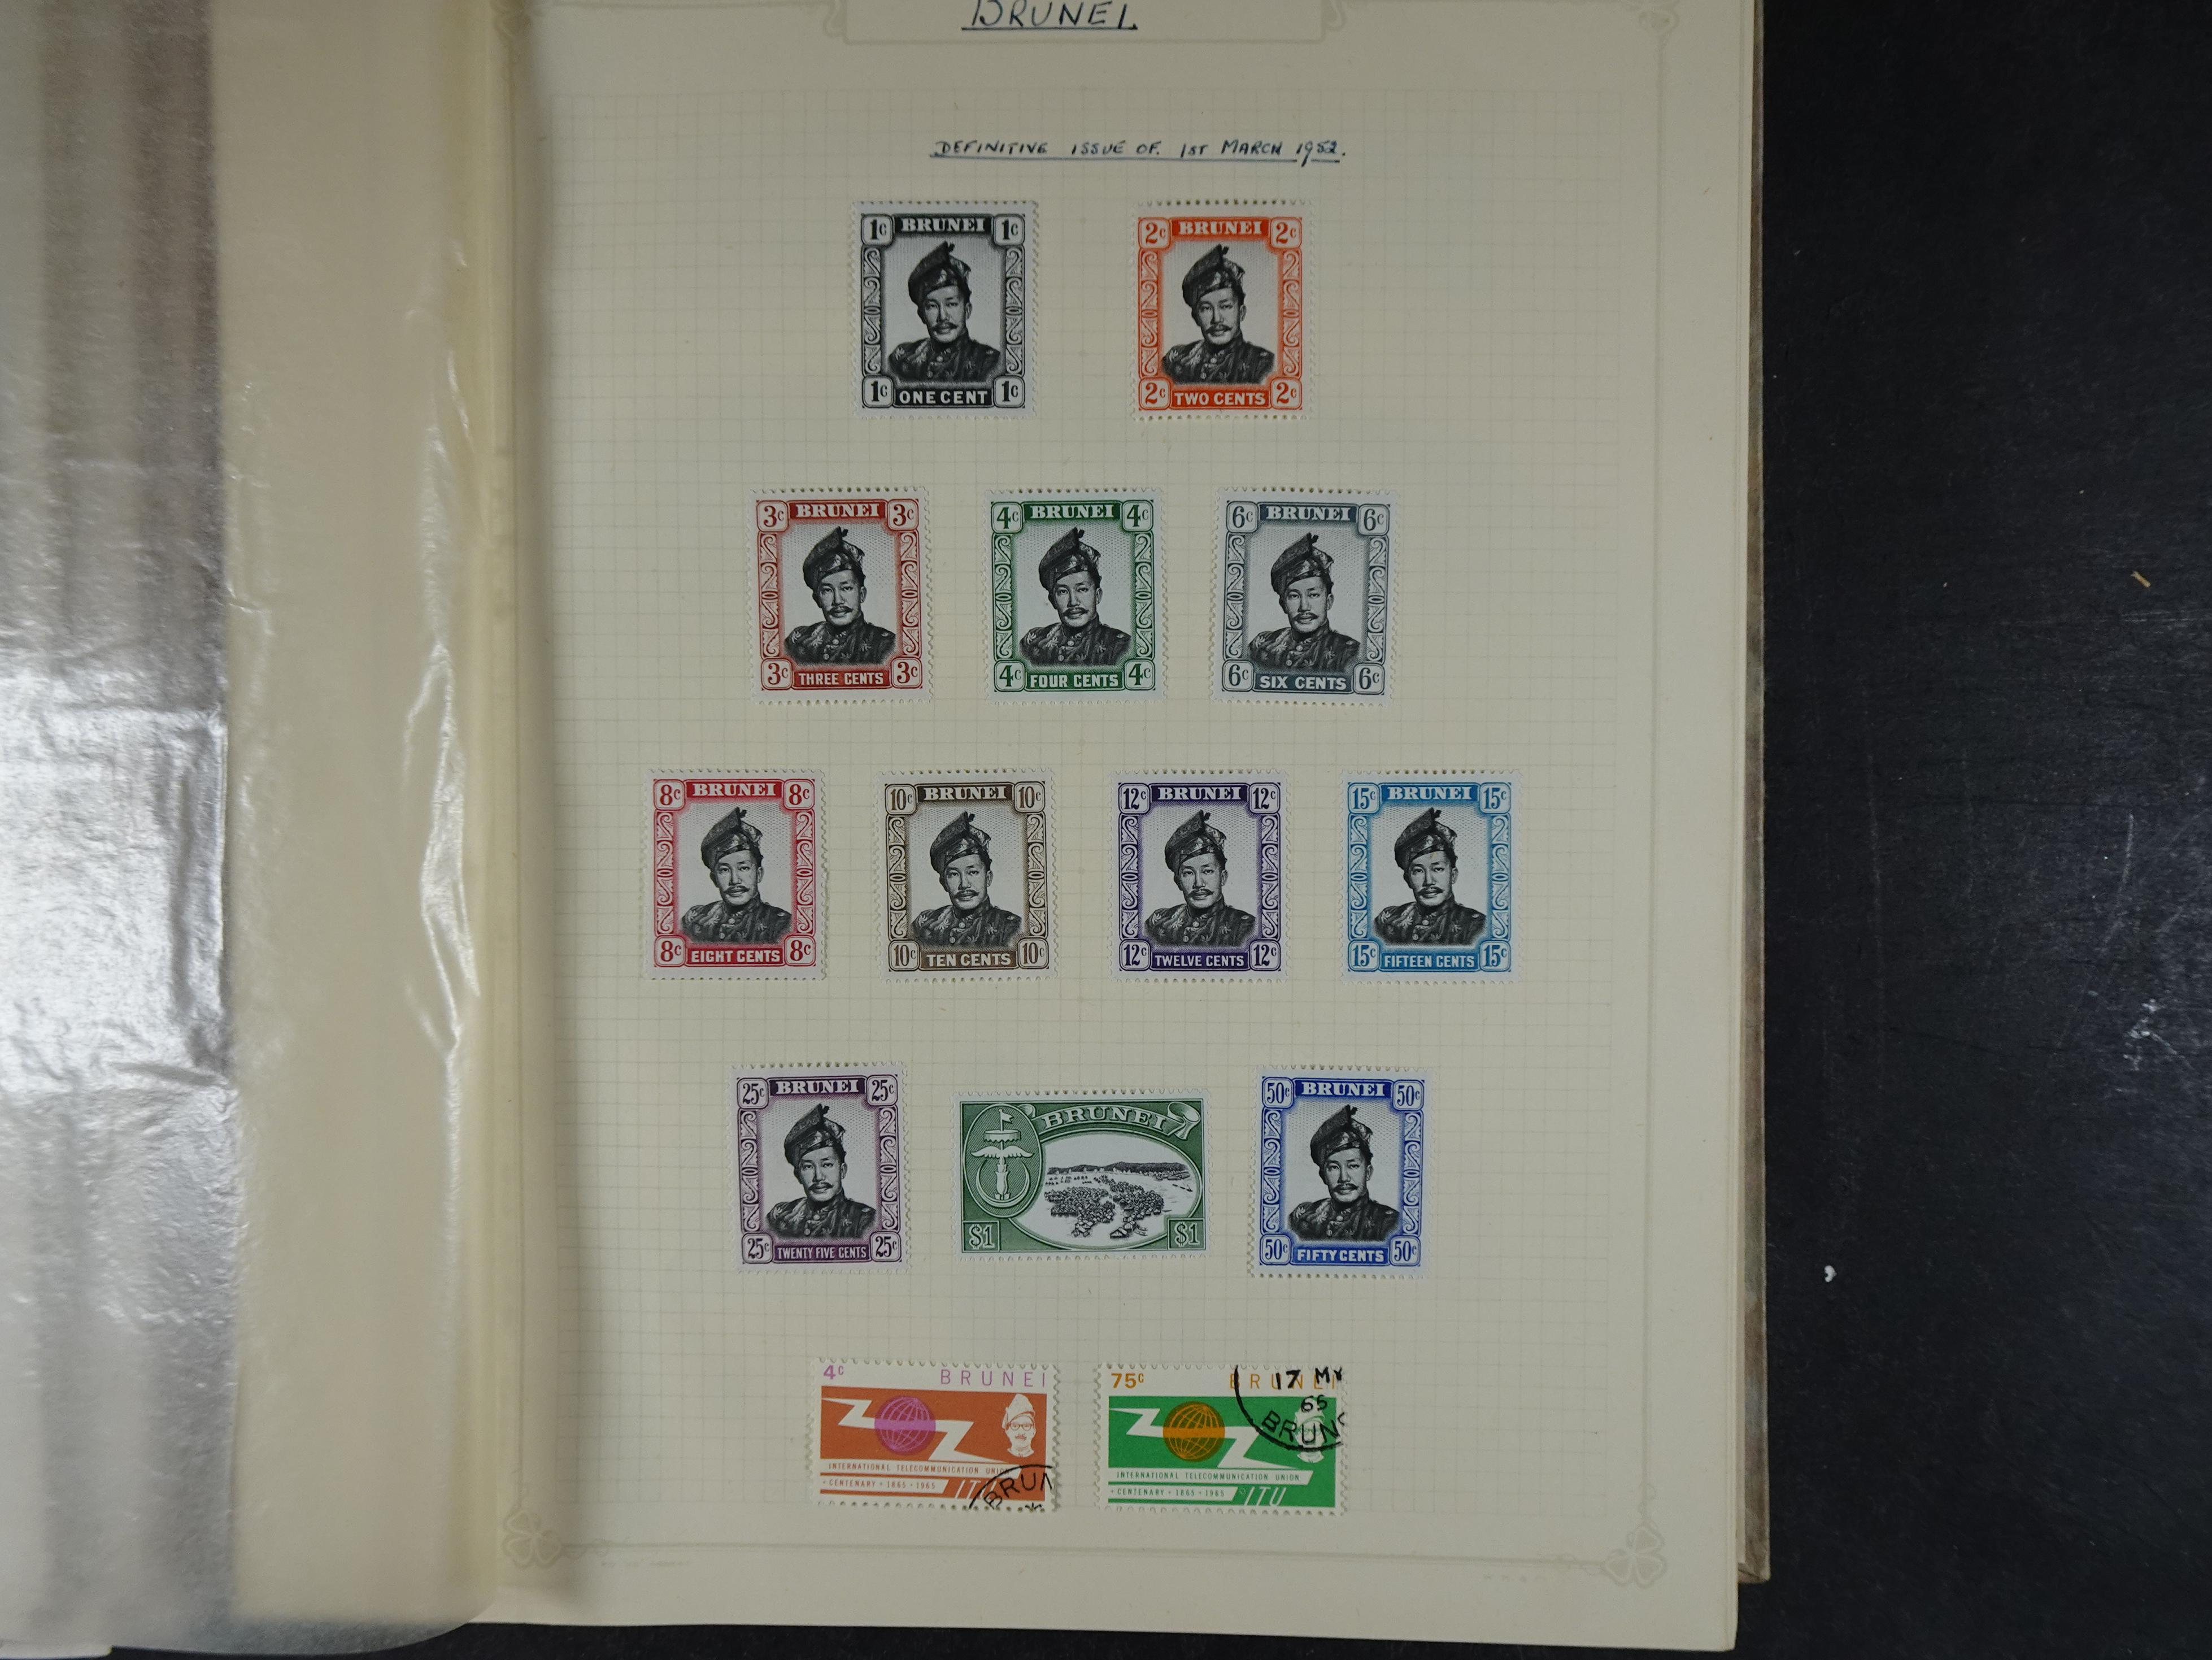 BRUNEI.
DEFINITIVE ISSUE OF. 1ST MARCH 1952.
1c BRUNEI 1c
1c ONE CENT 1c
2c BRUNEI 2c
2c TWO CENTS 2c
3c BRUNEI 3c
3c THREE CENTS 3c
4c BRUNEI 4c
4c FOUR CENTS 4c
6c BRUNEI 6c
6c SIX CENTS 6c
8c BRUNEI 8c
8c EIGHT CENTS 8c
10c BRUNEI 10c
10c TEN CENTS 10c
12c BRUNEI 12c
12c TWELVE CENTS 12c
15c BRUNEI 15c
15c FIFTEEN CENTS 15c
25c BRUNEI 25c
25c TWENTY FIVE CENTS 25c
BRUNEI
$1 $1
50c BRUNEI 50c
50c FIFTY CENTS 50c
4c BRUNEI
INTERNATIONAL TELECOMMUNICATION UNION
• CENTENARY • 1865 • 1965 ITU
BRUN
75c BRUNEI
17 MY
65
BRUN
INTERNATIONAL TELECOMMUNICATION UNION
• CENTENARY • 1865 • 1965 ITU